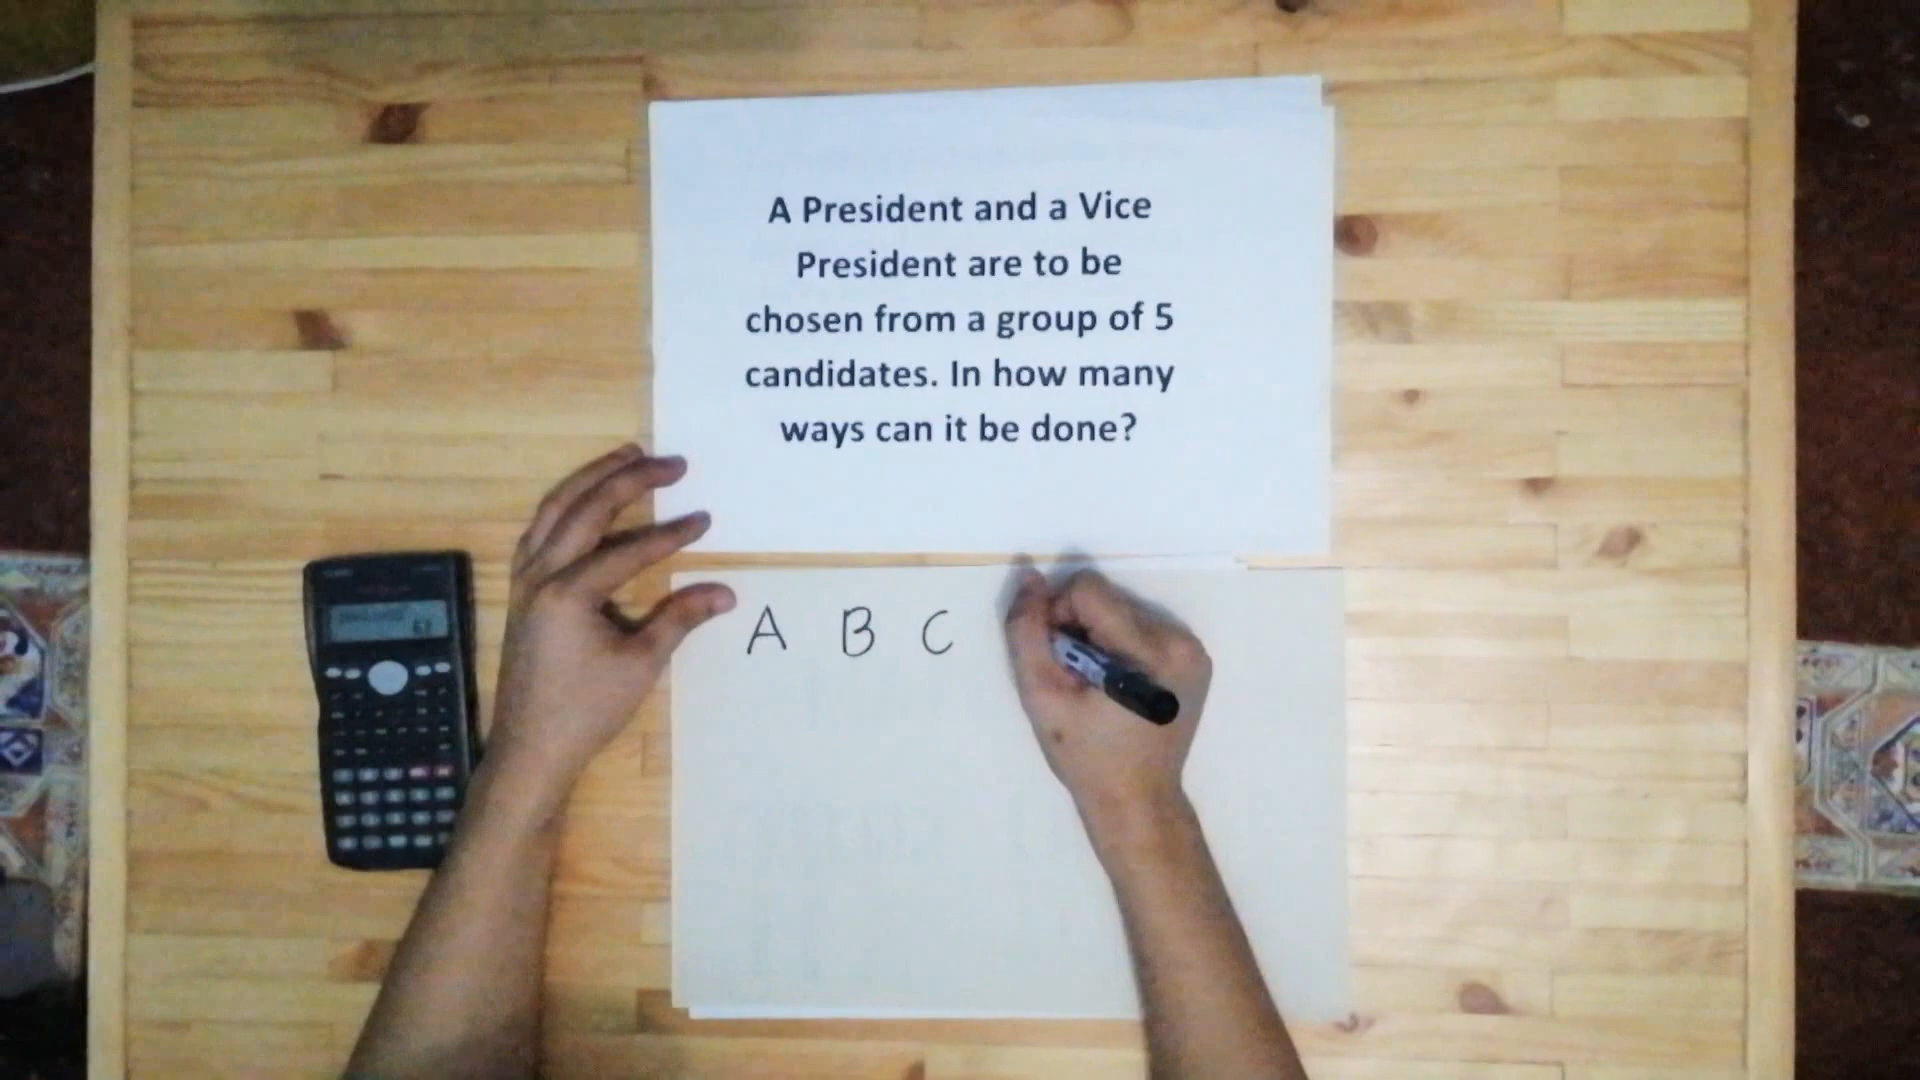 A President and a Vice
President are to be
chosen from a group of 5
candidates. In how many
ways can it be done?
A B C